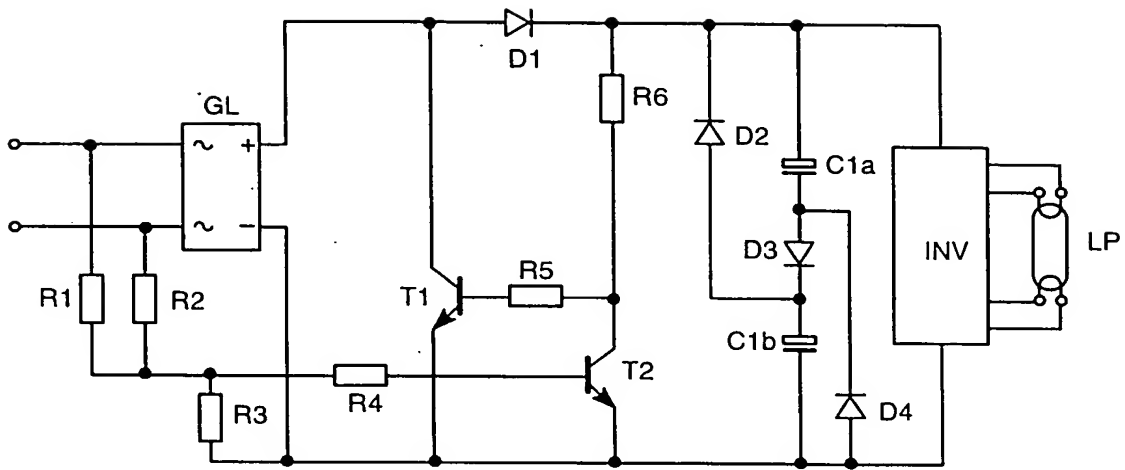 D1
GL
R6
~ +
D2
C1a
~ −
D3
INV
LP
R1
R2
T1
R5
C1b
T2
R3
R4
D4